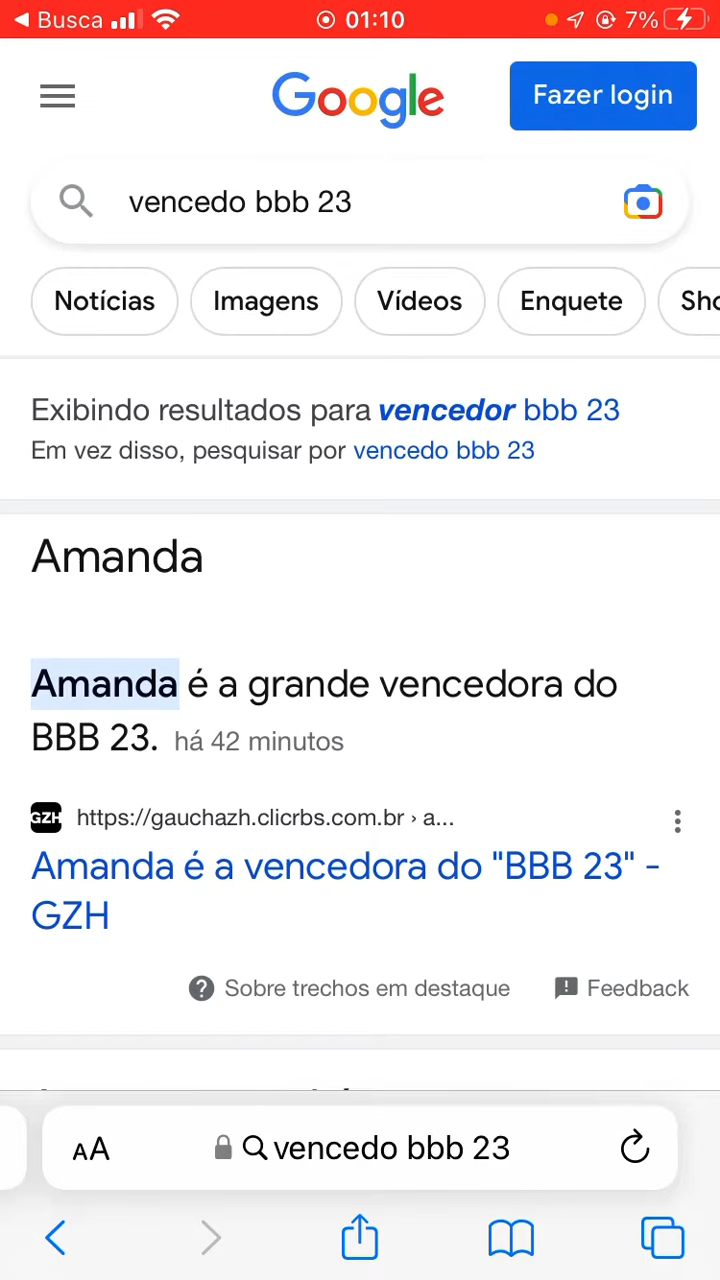 Busca 01:10 7%
Google
Fazer login
vencedo bbb 23
Notícias Imagens Vídeos Enquete Sho
Exibindo resultados para vencedor bbb 23
Em vez disso, pesquisar por vencedo bbb 23
Amanda
Amanda é a grande vencedora do
BBB 23. há 42 minutos
GZH https://gauchazh.clicrbs.com.br › a...
Amanda é a vencedora do "BBB 23" -
GZH
Sobre trechos em destaque Feedback
AA vencedo bbb 23